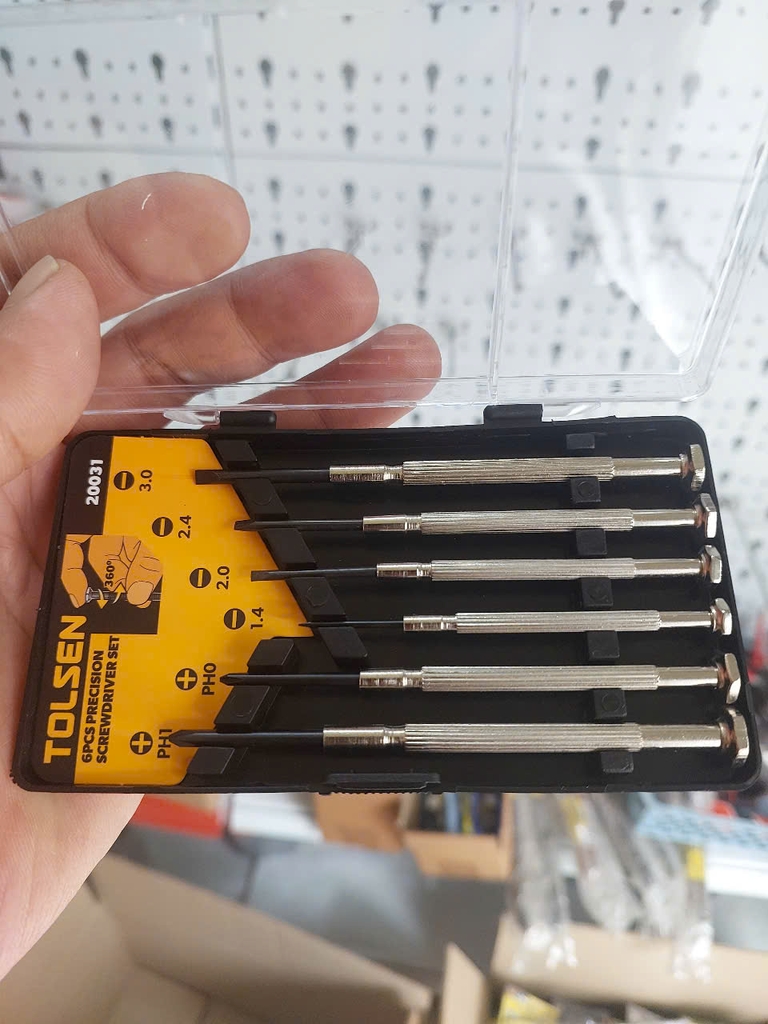 20031
3.0
2.4
2.0
1.4
PH0
PH1
360°
TOLSEN
6PCS PRECISION
SCREWDRIVER SET